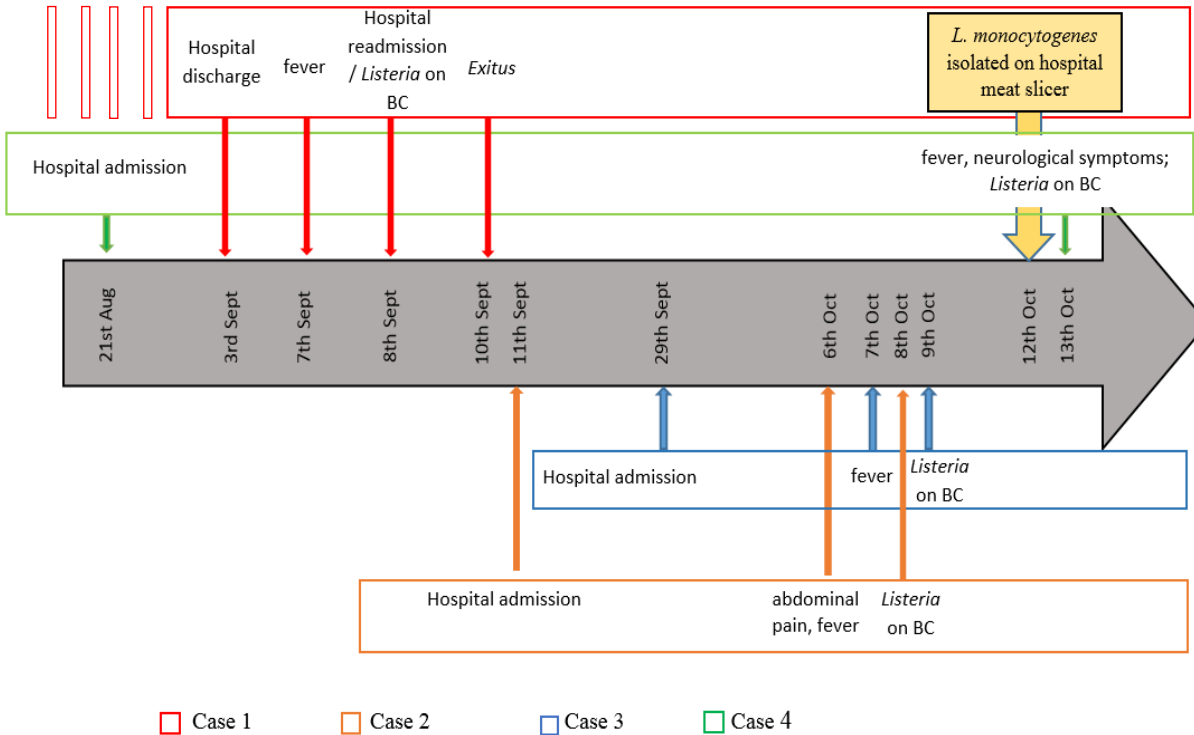 Hospital
discharge
fever
Hospital
readmission
/ Listeria on
BC
Exitus
L. monocytogenes
isolated on hospital
meat slicer
Hospital admission
fever, neurological symptoms;
Listeria on BC
21st Aug
3rd Sept
7th Sept
8th Sept
10th Sept
11th Sept
29th Sept
6th Oct
7th Oct
8th Oct
9th Oct
12th Oct
13th Oct
Hospital admission
fever
Listeria
on BC
Hospital admission
abdominal
pain, fever
Listeria
on BC
Case 1
Case 2
Case 3
Case 4